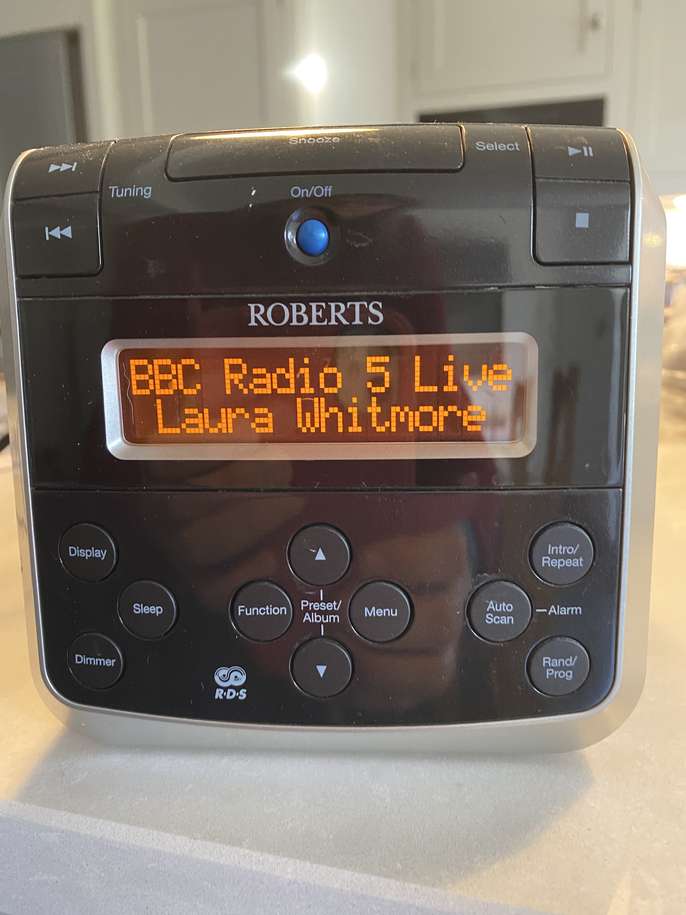 Snooze
Select
Tuning
On/Off
ROBERTS
BBC Radio 5 Live
Laura Whitmore
Display
Sleep
Dimmer
Function
Preset/
Album
Menu
Auto
Scan
Alarm
Intro/
Repeat
Rand/
Prog
R·D·S